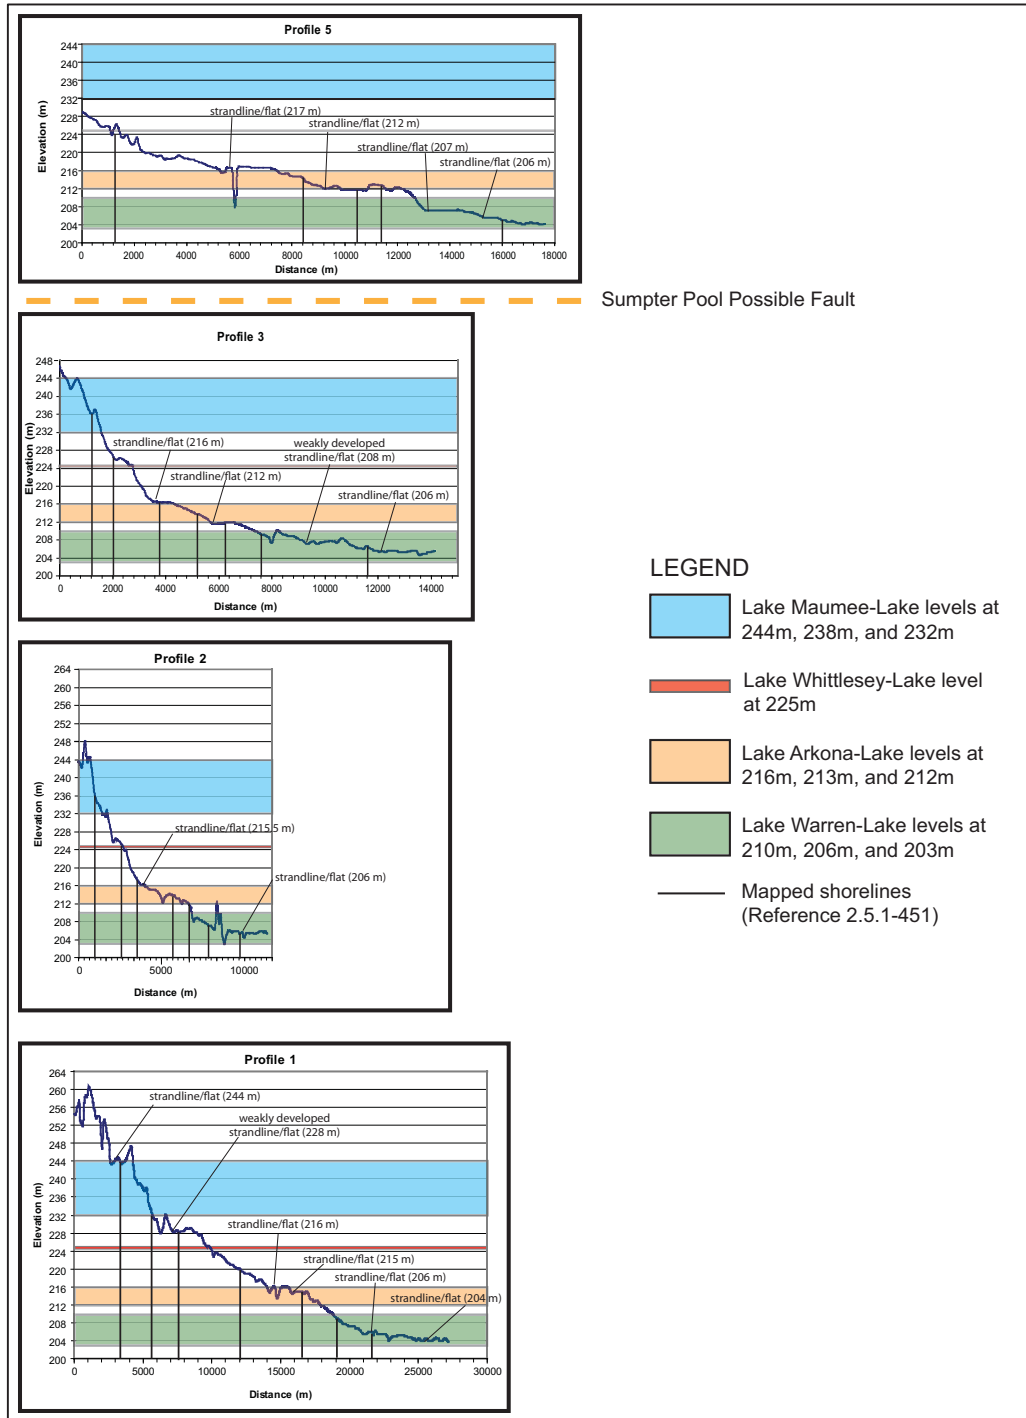 Profile 5
244
240
236
232
228
224
220
216
212
208
204
200
Elevation (m)
strandline/flat (217 m)
strandline/flat (212 m)
strandline/flat (207 m)
strandline/flat (206 m)
0 2000 4000 6000 8000 10000 12000 14000 16000 18000
Distance (m)
Sumpter Pool Possible Fault
Profile 3
248
244
240
236
232
228
224
220
216
212
208
204
200
Elevation (m)
strandline/flat (216 m)
weakly developed
strandline/flat (208 m)
strandline/flat (212 m)
strandline/flat (206 m)
0 2000 4000 6000 8000 10000 12000 14000
Distance (m)
LEGEND
Lake Maumee-Lake levels at
244m, 238m, and 232m
Lake Whittlesey-Lake level
at 225m
Lake Arkona-Lake levels at
216m, 213m, and 212m
Lake Warren-Lake levels at
210m, 206m, and 203m
Mapped shorelines
(Reference 2.5.1-451)
Profile 2
264
260
256
252
248
244
240
236
232
228
224
220
216
212
208
204
200
Elevation (m)
strandline/flat (215.5 m)
strandline/flat (206 m)
0 5000 10000
Distance (m)
Profile 1
264
260
256
252
248
244
240
236
232
228
224
220
216
212
208
204
200
Elevation (m)
strandline/flat (244 m)
weakly developed
strandline/flat (228 m)
strandline/flat (216 m)
strandline/flat (215 m)
strandline/flat (206 m)
strandline/flat (204 m)
0 5000 10000 15000 20000 25000 30000
Distance (m)